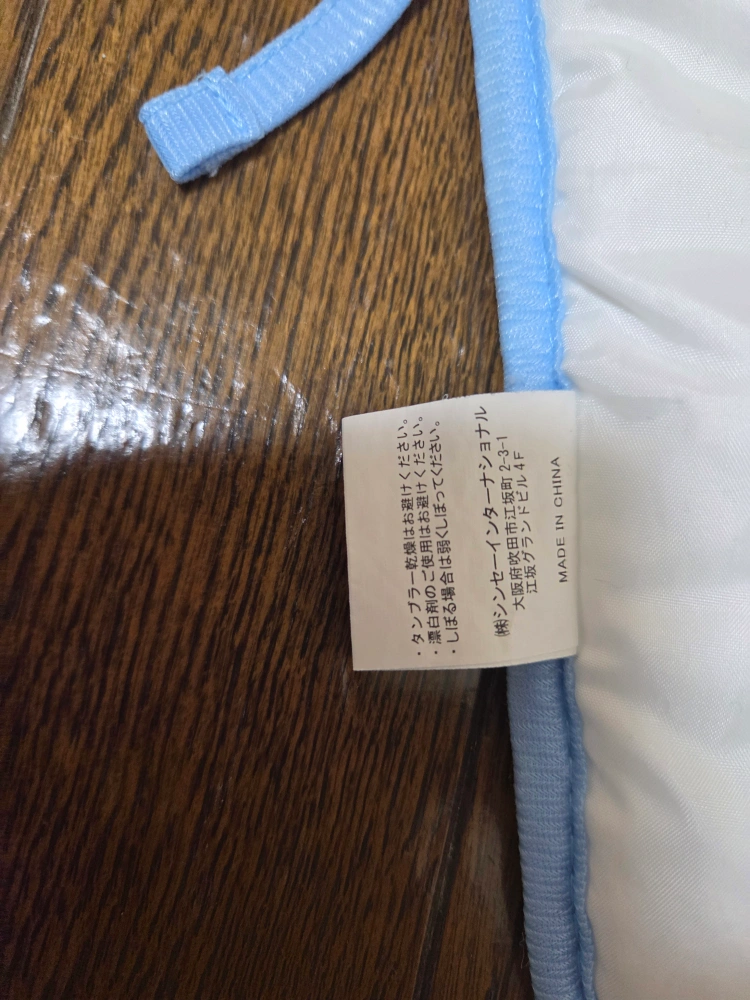 ・タンブラー乾燥はお避けください。
・漂白剤のご使用はお避けください。
・しぼる場合は弱くしぼってください。
㈱シンセーインターナショナル
大阪府吹田市江坂町 2-3-1
江坂グランドビル 4F
MADE IN CHINA